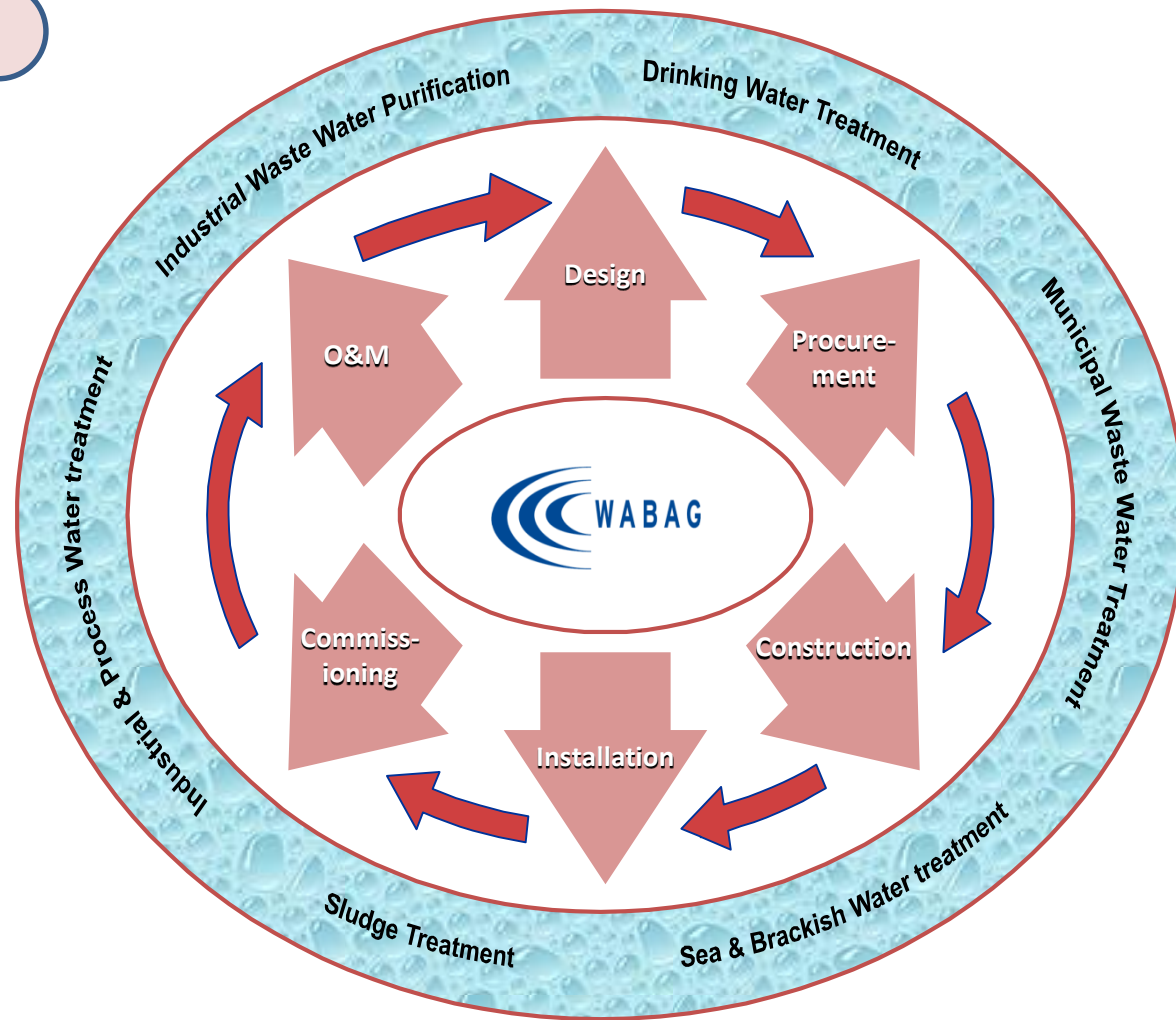 Industrial Waste Water Purification
Drinking Water Treatment
Municipal Waste Water Treatment
Sea & Brackish Water treatment
Sludge Treatment
Industrial & Process Water treatment
Design
Procure-
ment
Construction
Installation
Commiss-
ioning
O&M
WABAG